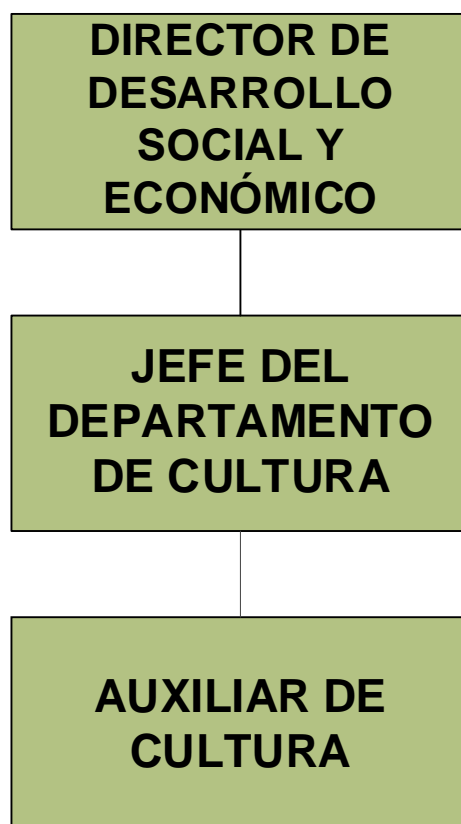 DIRECTOR DE
DESARROLLO
SOCIAL Y
ECONÓMICO
JEFE DEL
DEPARTAMENTO
DE CULTURA
AUXILIAR DE
CULTURA